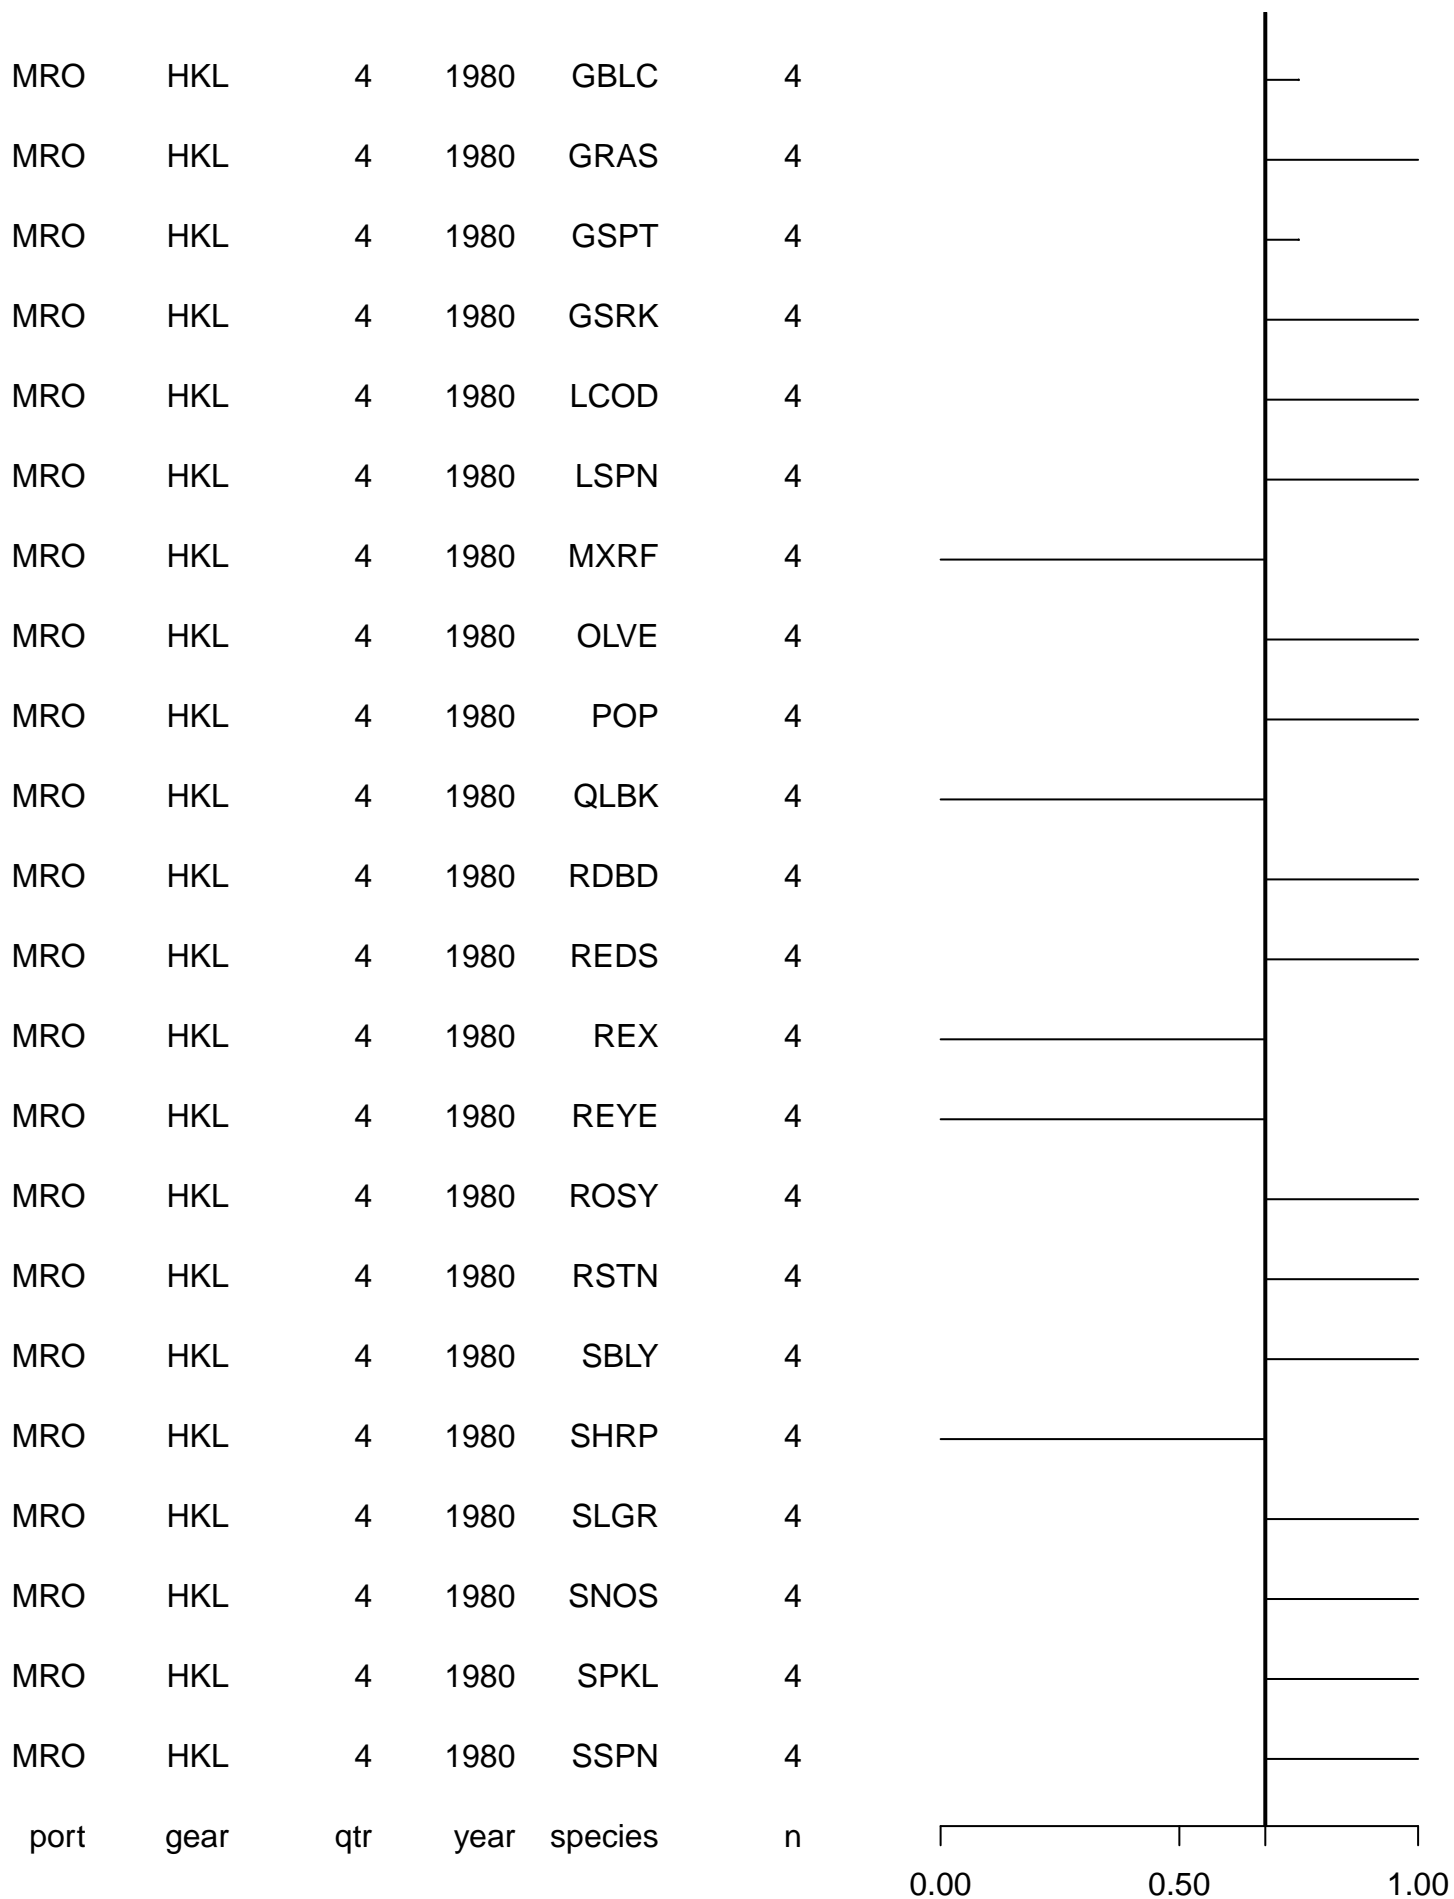 MRO HKL 4 1980 GBLC 4
MRO HKL 4 1980 GRAS 4
MRO HKL 4 1980 GSPT 4
MRO HKL 4 1980 GSRK 4
MRO HKL 4 1980 LCOD 4
MRO HKL 4 1980 LSPN 4
MRO HKL 4 1980 MXRF 4
MRO HKL 4 1980 OLVE 4
MRO HKL 4 1980 POP 4
MRO HKL 4 1980 QLBK 4
MRO HKL 4 1980 RDBD 4
MRO HKL 4 1980 REDS 4
MRO HKL 4 1980 REX 4
MRO HKL 4 1980 REYE 4
MRO HKL 4 1980 ROSY 4
MRO HKL 4 1980 RSTN 4
MRO HKL 4 1980 SBLY 4
MRO HKL 4 1980 SHRP 4
MRO HKL 4 1980 SLGR 4
MRO HKL 4 1980 SNOS 4
MRO HKL 4 1980 SPKL 4
MRO HKL 4 1980 SSPN 4
port gear qtr year species n
0.00 0.50 1.00